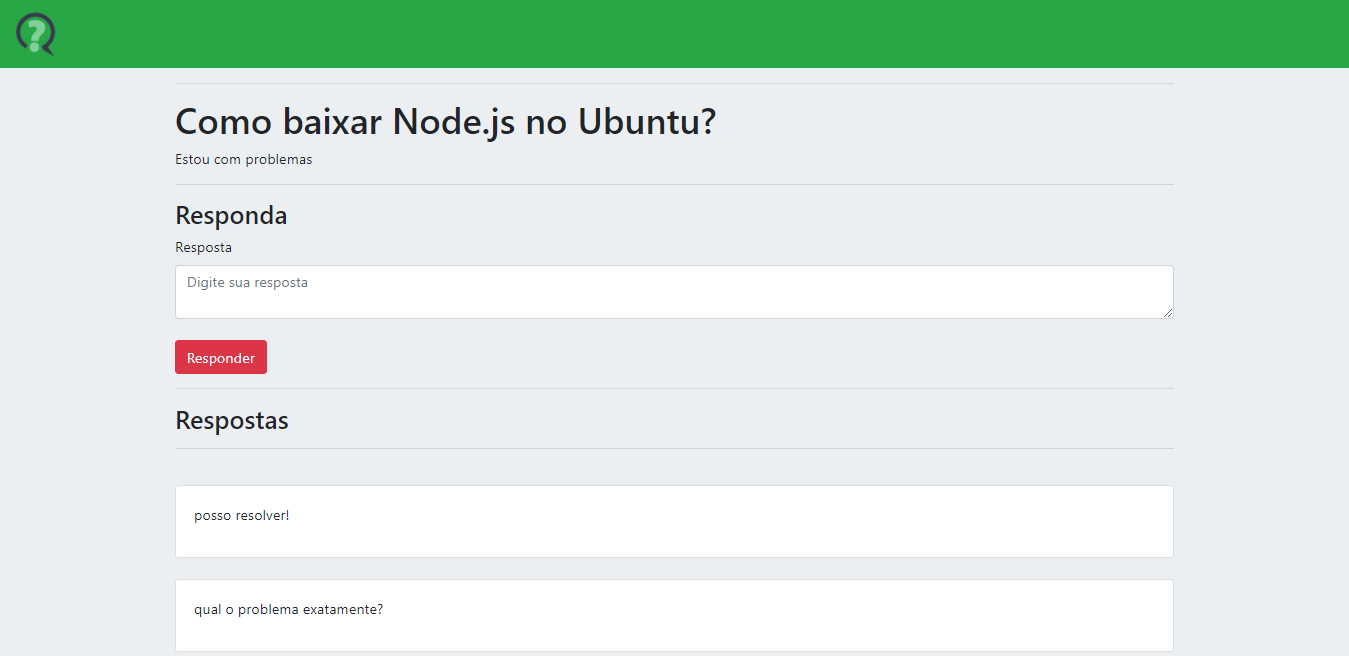 Como baixar Node.js no Ubuntu?
Estou com problemas
Responda
Resposta
Digite sua resposta
Responder
Respostas
posso resolver!
qual o problema exatamente?